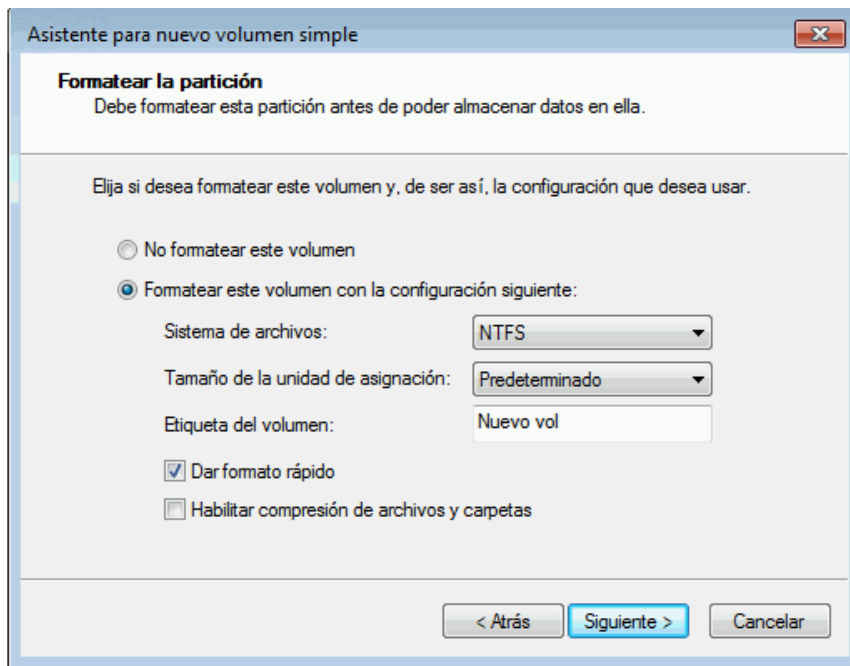 Asistente para nuevo volumen simple
Formatear la partición
Debe formatear esta partición antes de poder almacenar datos en ella.
Elija si desea formatear este volumen y, de ser así, la configuración que desea usar.
No formatear este volumen
Formatear este volumen con la configuración siguiente:
Sistema de archivos: NTFS
Tamaño de la unidad de asignación: Predeterminado
Etiqueta del volumen: Nuevo vol
Dar formato rápido
Habilitar compresión de archivos y carpetas
< Atrás Siguiente > Cancelar